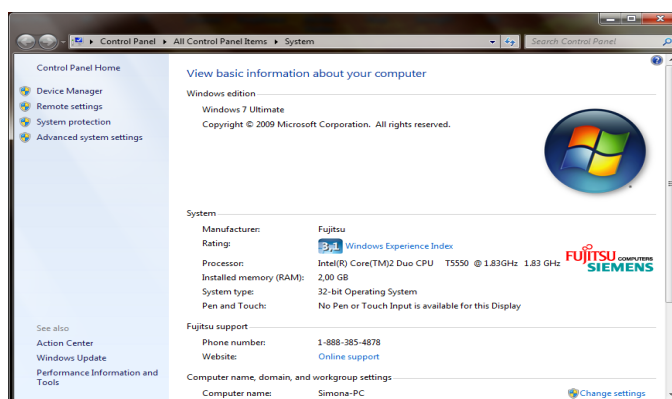 Control Panel ▸ All Control Panel Items ▸ System
Search Control Panel
Control Panel Home
Device Manager
Remote settings
System protection
Advanced system settings
View basic information about your computer
Windows edition
Windows 7 Ultimate
Copyright © 2009 Microsoft Corporation. All rights reserved.
System
Manufacturer: Fujitsu
Rating: 3,1 Windows Experience Index
Processor: Intel(R) Core(TM)2 Duo CPU T5550 @ 1.83GHz 1.83 GHz
Installed memory (RAM): 2,00 GB
System type: 32-bit Operating System
Pen and Touch: No Pen or Touch Input is available for this Display
FUJITSU COMPUTERS
SIEMENS
Fujitsu support
Phone number: 1-888-385-4878
Website: Online support
Computer name, domain, and workgroup settings
Computer name: Simona-PC
Change settings
See also
Action Center
Windows Update
Performance Information and
Tools